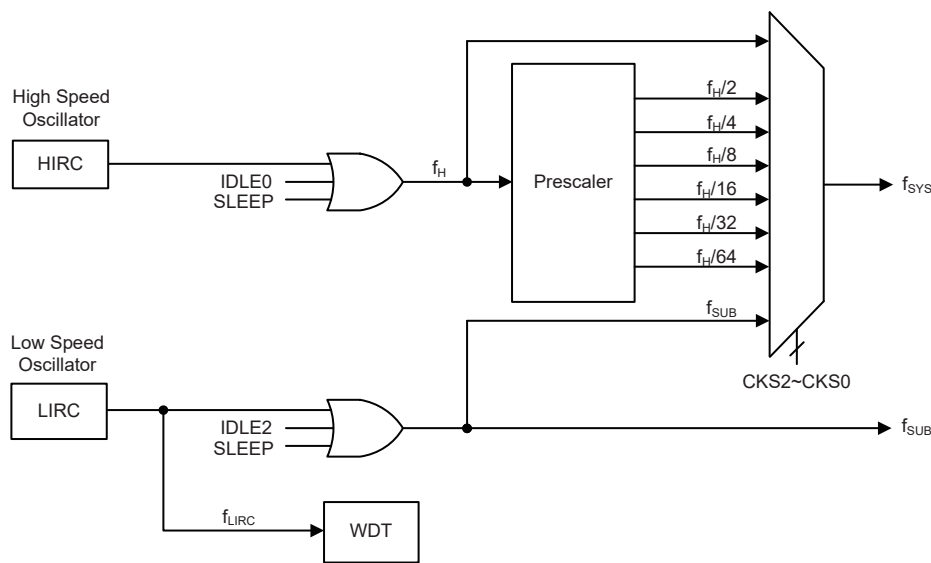 High Speed
Oscillator
HIRC
IDLE0
SLEEP
fH
Prescaler
fH/2
fH/4
fH/8
fH/16
fH/32
fH/64
fSUB
fSYS
CKS2~CKS0
Low Speed
Oscillator
LIRC
IDLE2
SLEEP
fSUB
fLIRC
WDT